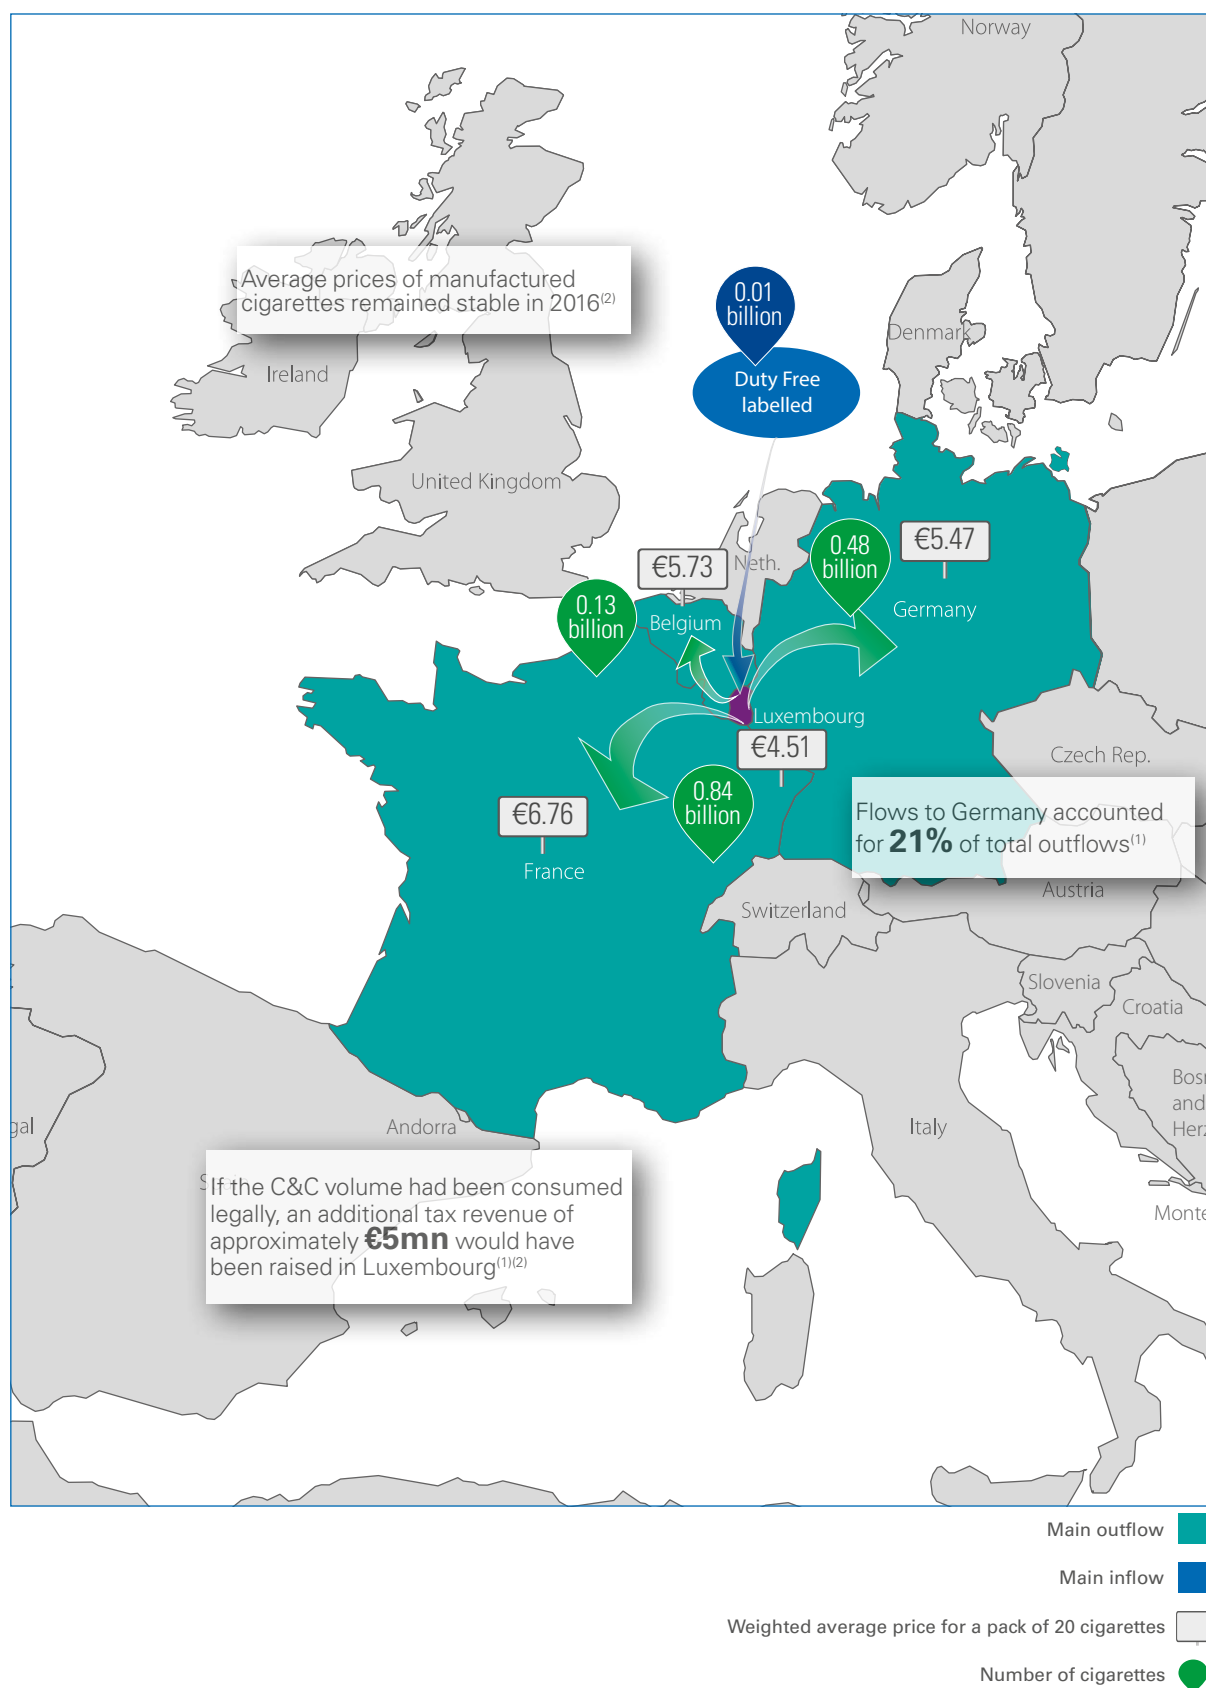 Norway
Average prices of manufactured
cigarettes remained stable in 2016(2)
0.01
billion
Denmark
Duty Free
labelled
Ireland
United Kingdom
€5.47
0.48
billion
€5.73
Neth.
0.13
billion
Belgium
Germany
Luxembourg
€4.51
Czech Rep.
0.84
billion
€6.76
Flows to Germany accounted
for 21% of total outflows(1)
France
Austria
Switzerland
Slovenia
Croatia
Bos
and
Herz
gal
Andorra
Italy
If the C&C volume had been consumed
legally, an additional tax revenue of
approximately €5mn would have
been raised in Luxembourg(1)(2)
Monte
Main outflow
Main inflow
Weighted average price for a pack of 20 cigarettes
Number of cigarettes